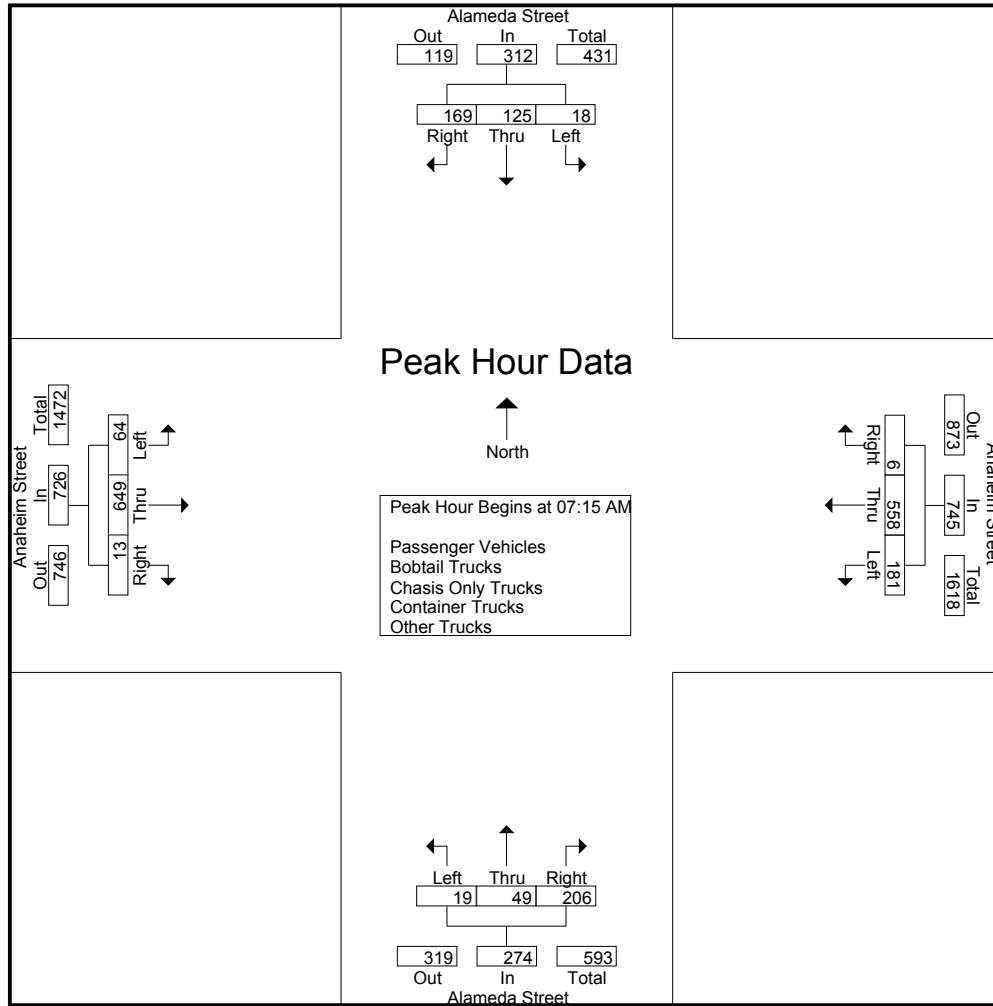 Alameda Street
Out In Total
119 312 431
169 125 18
Right Thru Left
Peak Hour Data
North
Anaheim Street
Total In Out
1472 726 746
64 649 13
Left Thru Right
Peak Hour Begins at 07:15 AM
Passenger Vehicles
Bobtail Trucks
Chasis Only Trucks
Container Trucks
Other Trucks
Right Thru Left
6 558 181
Out In Total
873 745 1618
Anaheim Street
Left Thru Right
19 49 206
319 274 593
Out In Total
Alameda Street